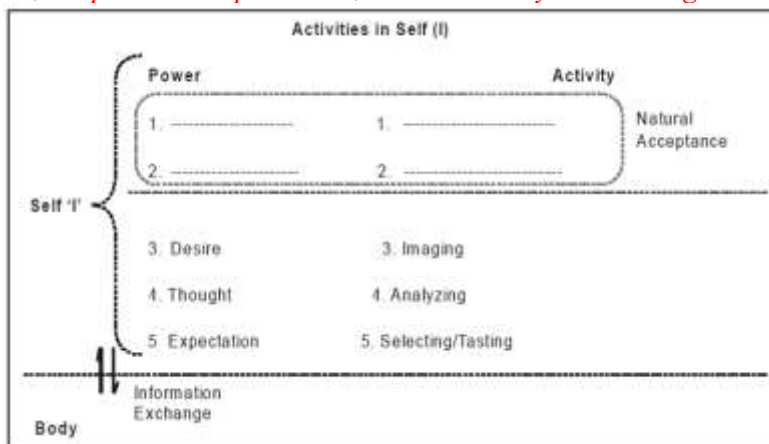 Activities in Self (I)
Power Activity
1. ---------------------- 1. ---------------------------
Natural
Acceptance
2. ---------------------- 2. ----------------------------
Self 'I'
3. Desire 3. Imaging
4. Thought 4. Analyzing
5 Expectation 5. Selecting/Tasting
Information
Exchange
Body